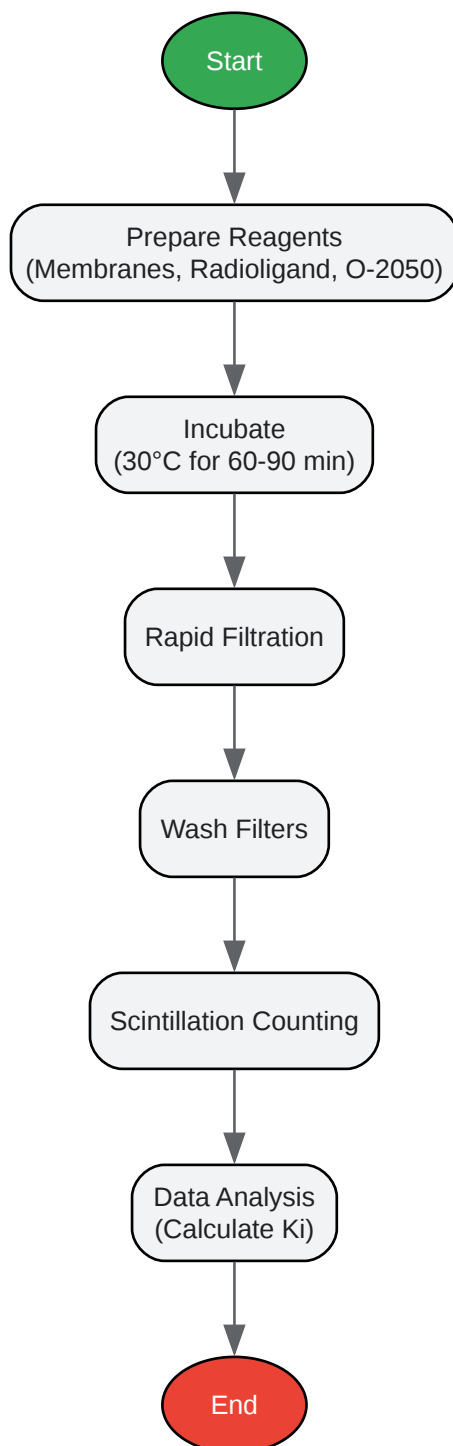 Start
Prepare Reagents
(Membranes, Radioligand, O-2050)
Incubate
(30°C for 60-90 min)
Rapid Filtration
Wash Filters
Scintillation Counting
Data Analysis
(Calculate Ki)
End